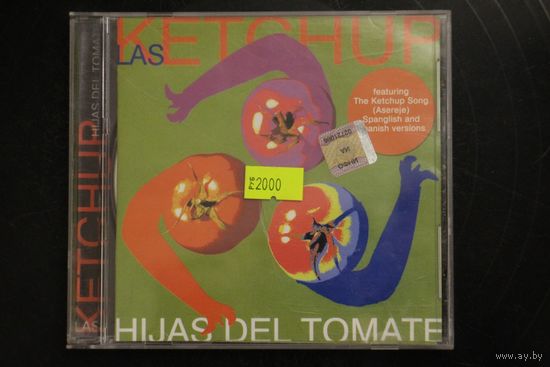 LAS
KETCHUP
featuring
The Ketchup Song
(Asereje)
Spanglish and
Spanish versions
2000
HIJAS DEL TOMATE
LAS KETCHUP HIJAS DEL TOMATE
www.ay.by